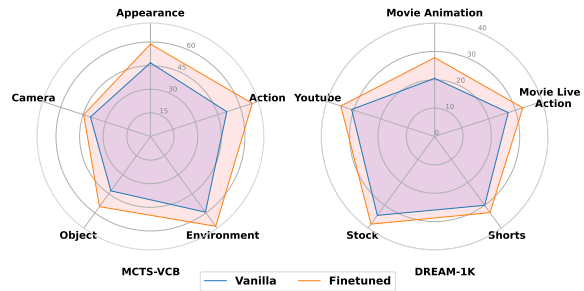 Appearance
Movie Animation
60
45
30
15
Camera
Action
Object
Environment
40
30
20
10
0
Youtube
Movie Live
Action
Stock
Shorts
MCTS-VCB
DREAM-1K
Vanilla
Finetuned